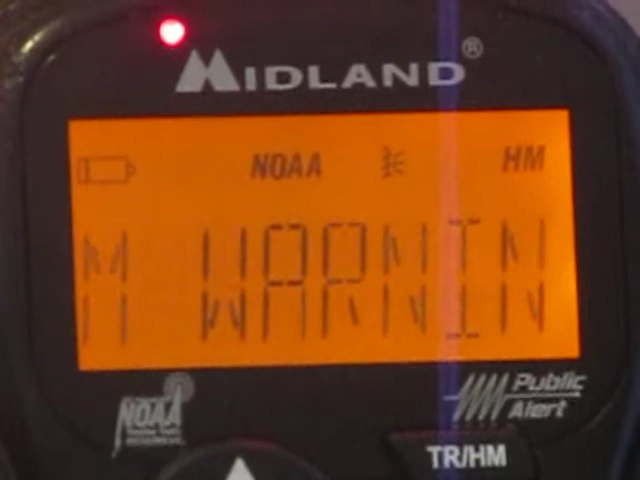 MIDLAND®
NOAA HM
M WARNIN
NOAA
Public
Alert
TR/HM